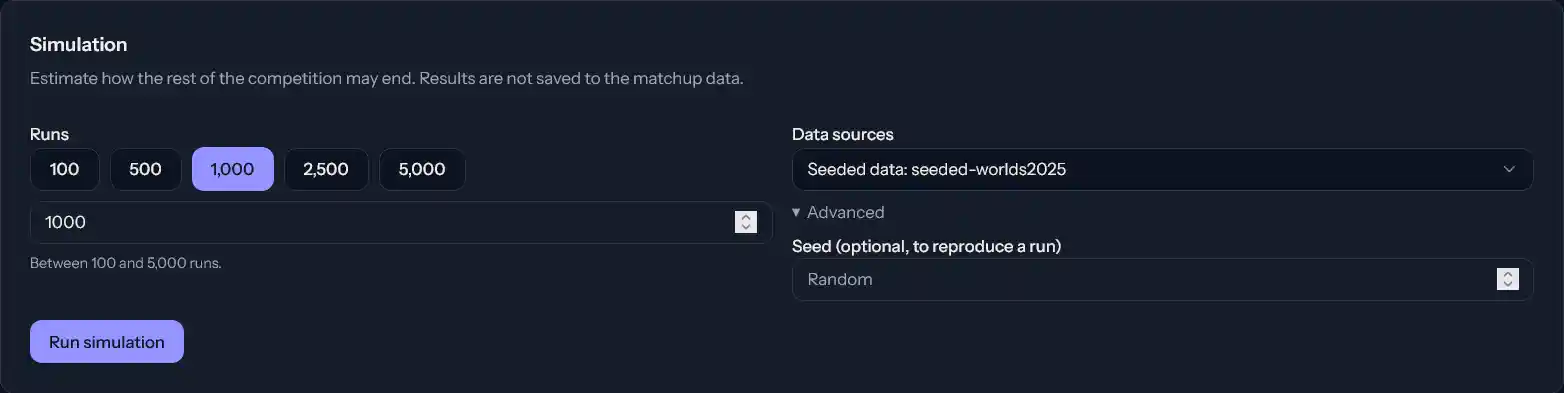 Simulation
Estimate how the rest of the competition may end. Results are not saved to the matchup data.
Runs
100 500 1,000 2,500 5,000
1000
Between 100 and 5,000 runs.
Run simulation
Data sources
Seeded data: seeded-worlds2025
▾ Advanced
Seed (optional, to reproduce a run)
Random